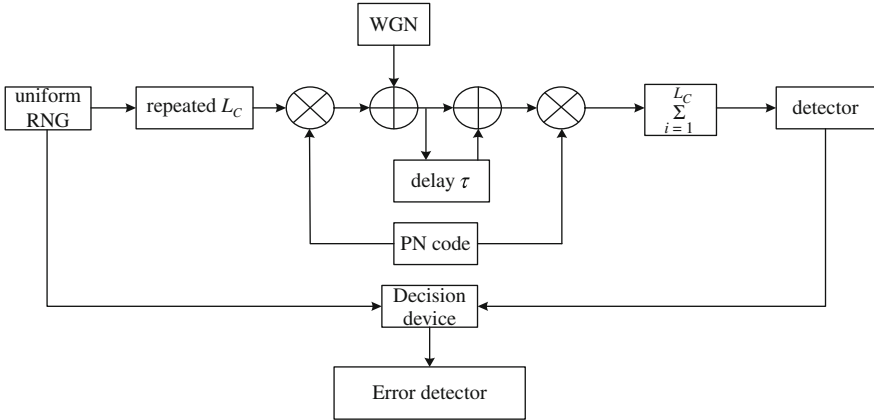 WGN
uniform
RNG
repeated L_C
L_C
Σ
i = 1
detector
delay τ
PN code
Decision
device
Error detector